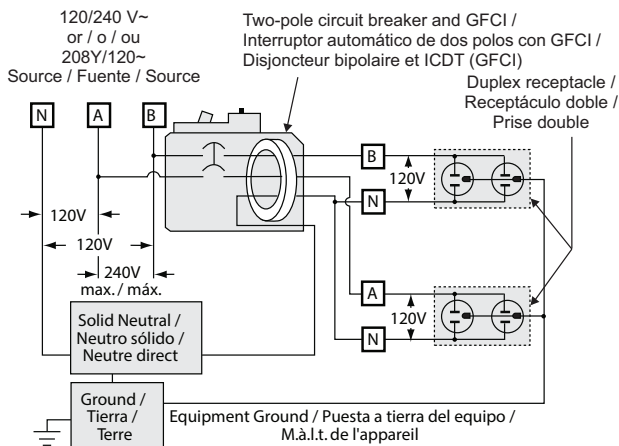 120/240 V~
or / o / ou
208Y/120~
Source / Fuente / Source
Two-pole circuit breaker and GFCI /
Interruptor automático de dos polos con GFCI /
Disjoncteur bipolaire et ICDT (GFCI)
Duplex receptacle /
Receptáculo doble /
Prise double
N
A
B
B
120V
N
120V
120V
240V
max./ máx.
A
120V
N
Solid Neutral /
Neutro sólido /
Neutre direct
Ground /
Tierra /
Terre
Equipment Ground / Puesta a tierra del equipo /
M.à.l.t. de l'appareil